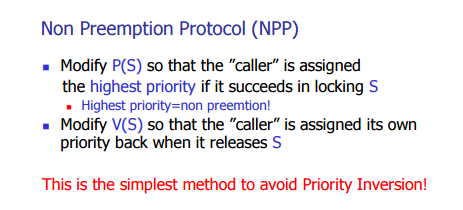 Non Preemption Protocol (NPP)
Modify P(S) so that the ”caller” is assigned
the highest priority if it succeeds in locking S
Highest priority=non preemtion!
Modify V(S) so that the ”caller” is assigned its own
priority back when it releases S
This is the simplest method to avoid Priority Inversion!